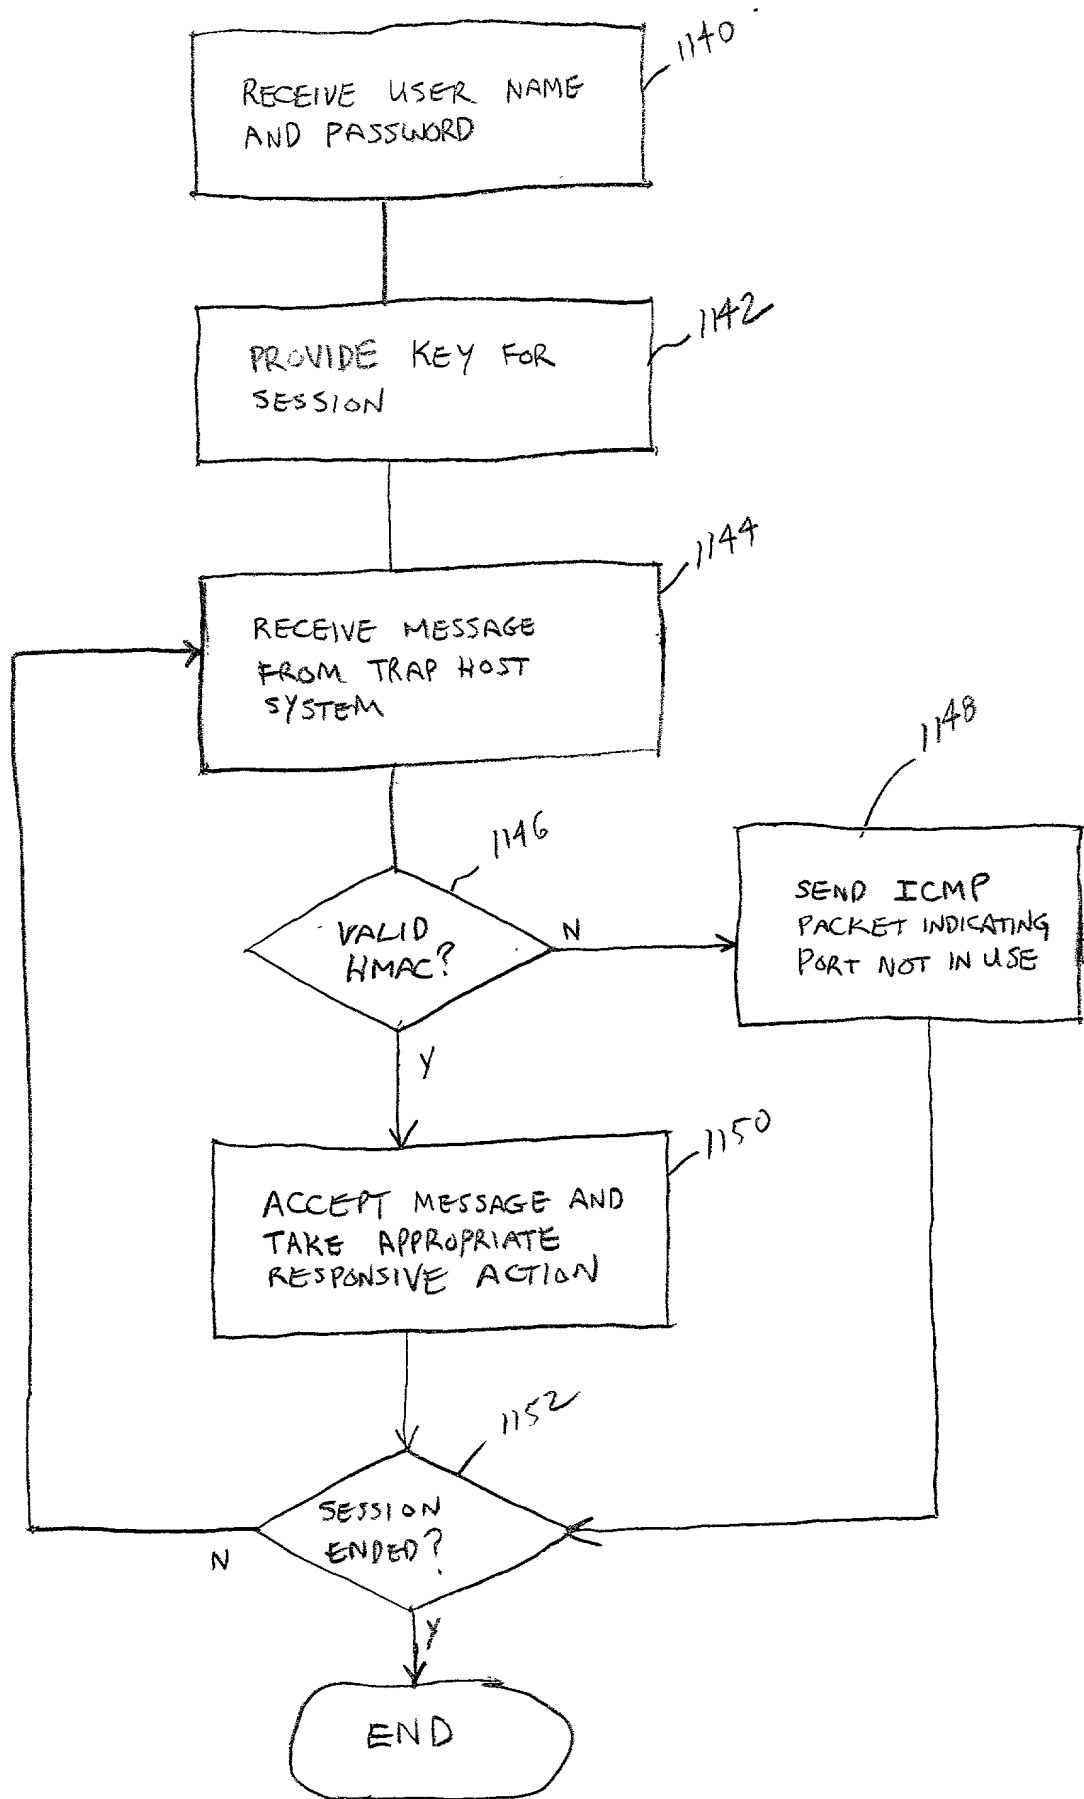 1140
RECEIVE USER NAME
AND PASSWORD
1142
PROVIDE KEY FOR
SESSION
1144
RECEIVE MESSAGE
FROM TRAP HOST
SYSTEM
1146
VALID
HMAC?
N
Y
1148
SEND ICMP
PACKET INDICATING
PORT NOT IN USE
1150
ACCEPT MESSAGE AND
TAKE APPROPRIATE
RESPONSIVE ACTION
1152
SESSION
ENDED?
N
Y
END